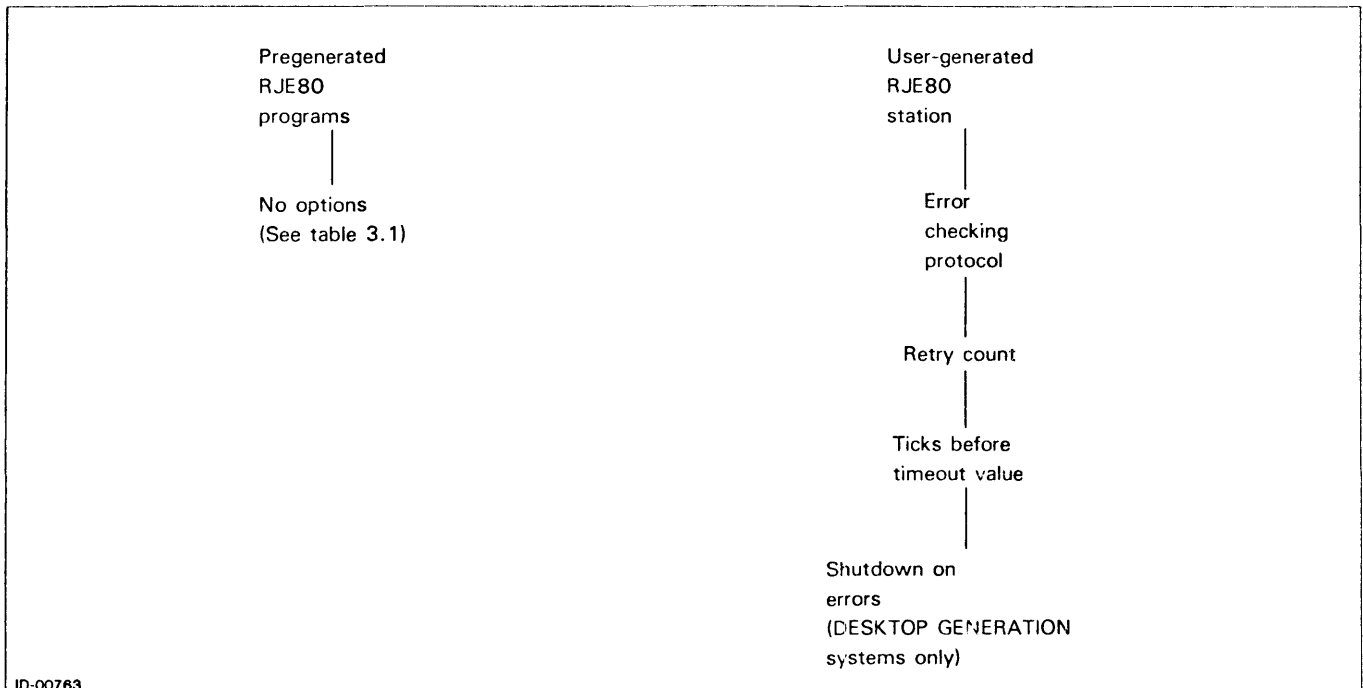 Pregenerated
RJE80
programs
No options
(See table 3.1)
User-generated
RJE80
station
Error
checking
protocol
Retry count
Ticks before
timeout value
Shutdown on
errors
(DESKTOP GENERATION
systems only)
ID-00763